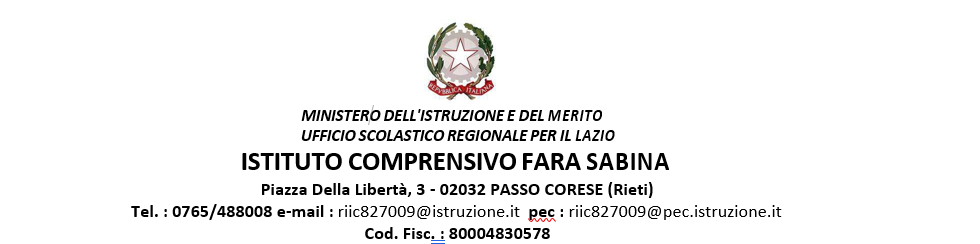 REPVBBLICA ITALIANA
MINISTERO DELL'ISTRUZIONE E DEL MERITO
UFFICIO SCOLASTICO REGIONALE PER IL LAZIO
ISTITUTO COMPRENSIVO FARA SABINA
Piazza Della Libertà, 3 - 02032 PASSO CORESE (Rieti)
Tel. : 0765/488008 e-mail : riic827009@istruzione.it pec : riic827009@pec.istruzione.it
Cod. Fisc. : 80004830578